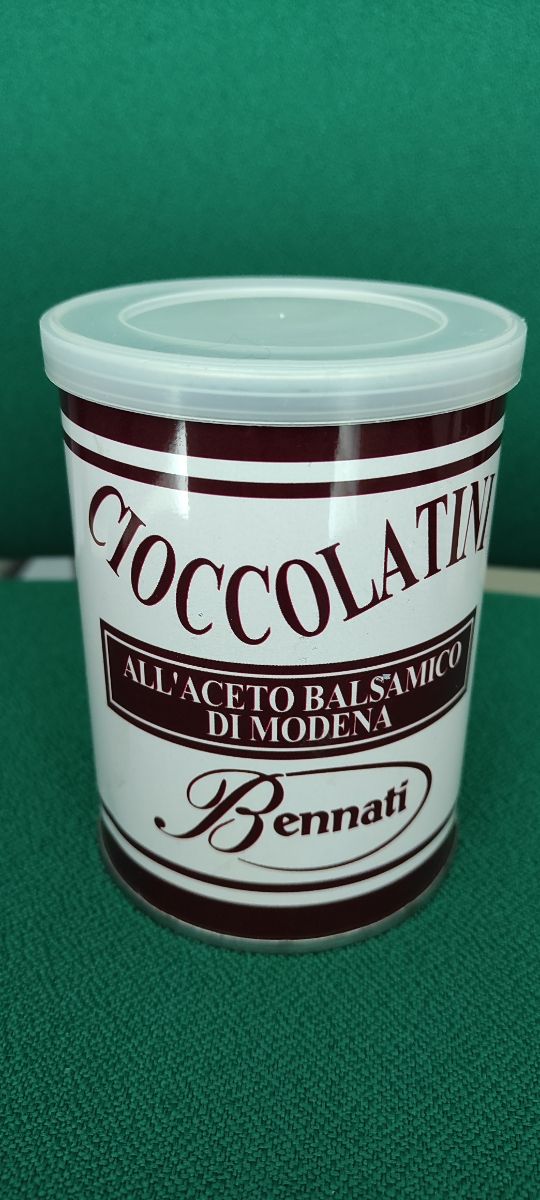 CIOCCOLATINI
ALL'ACETO BALSAMICO
DI MODENA
Bennati